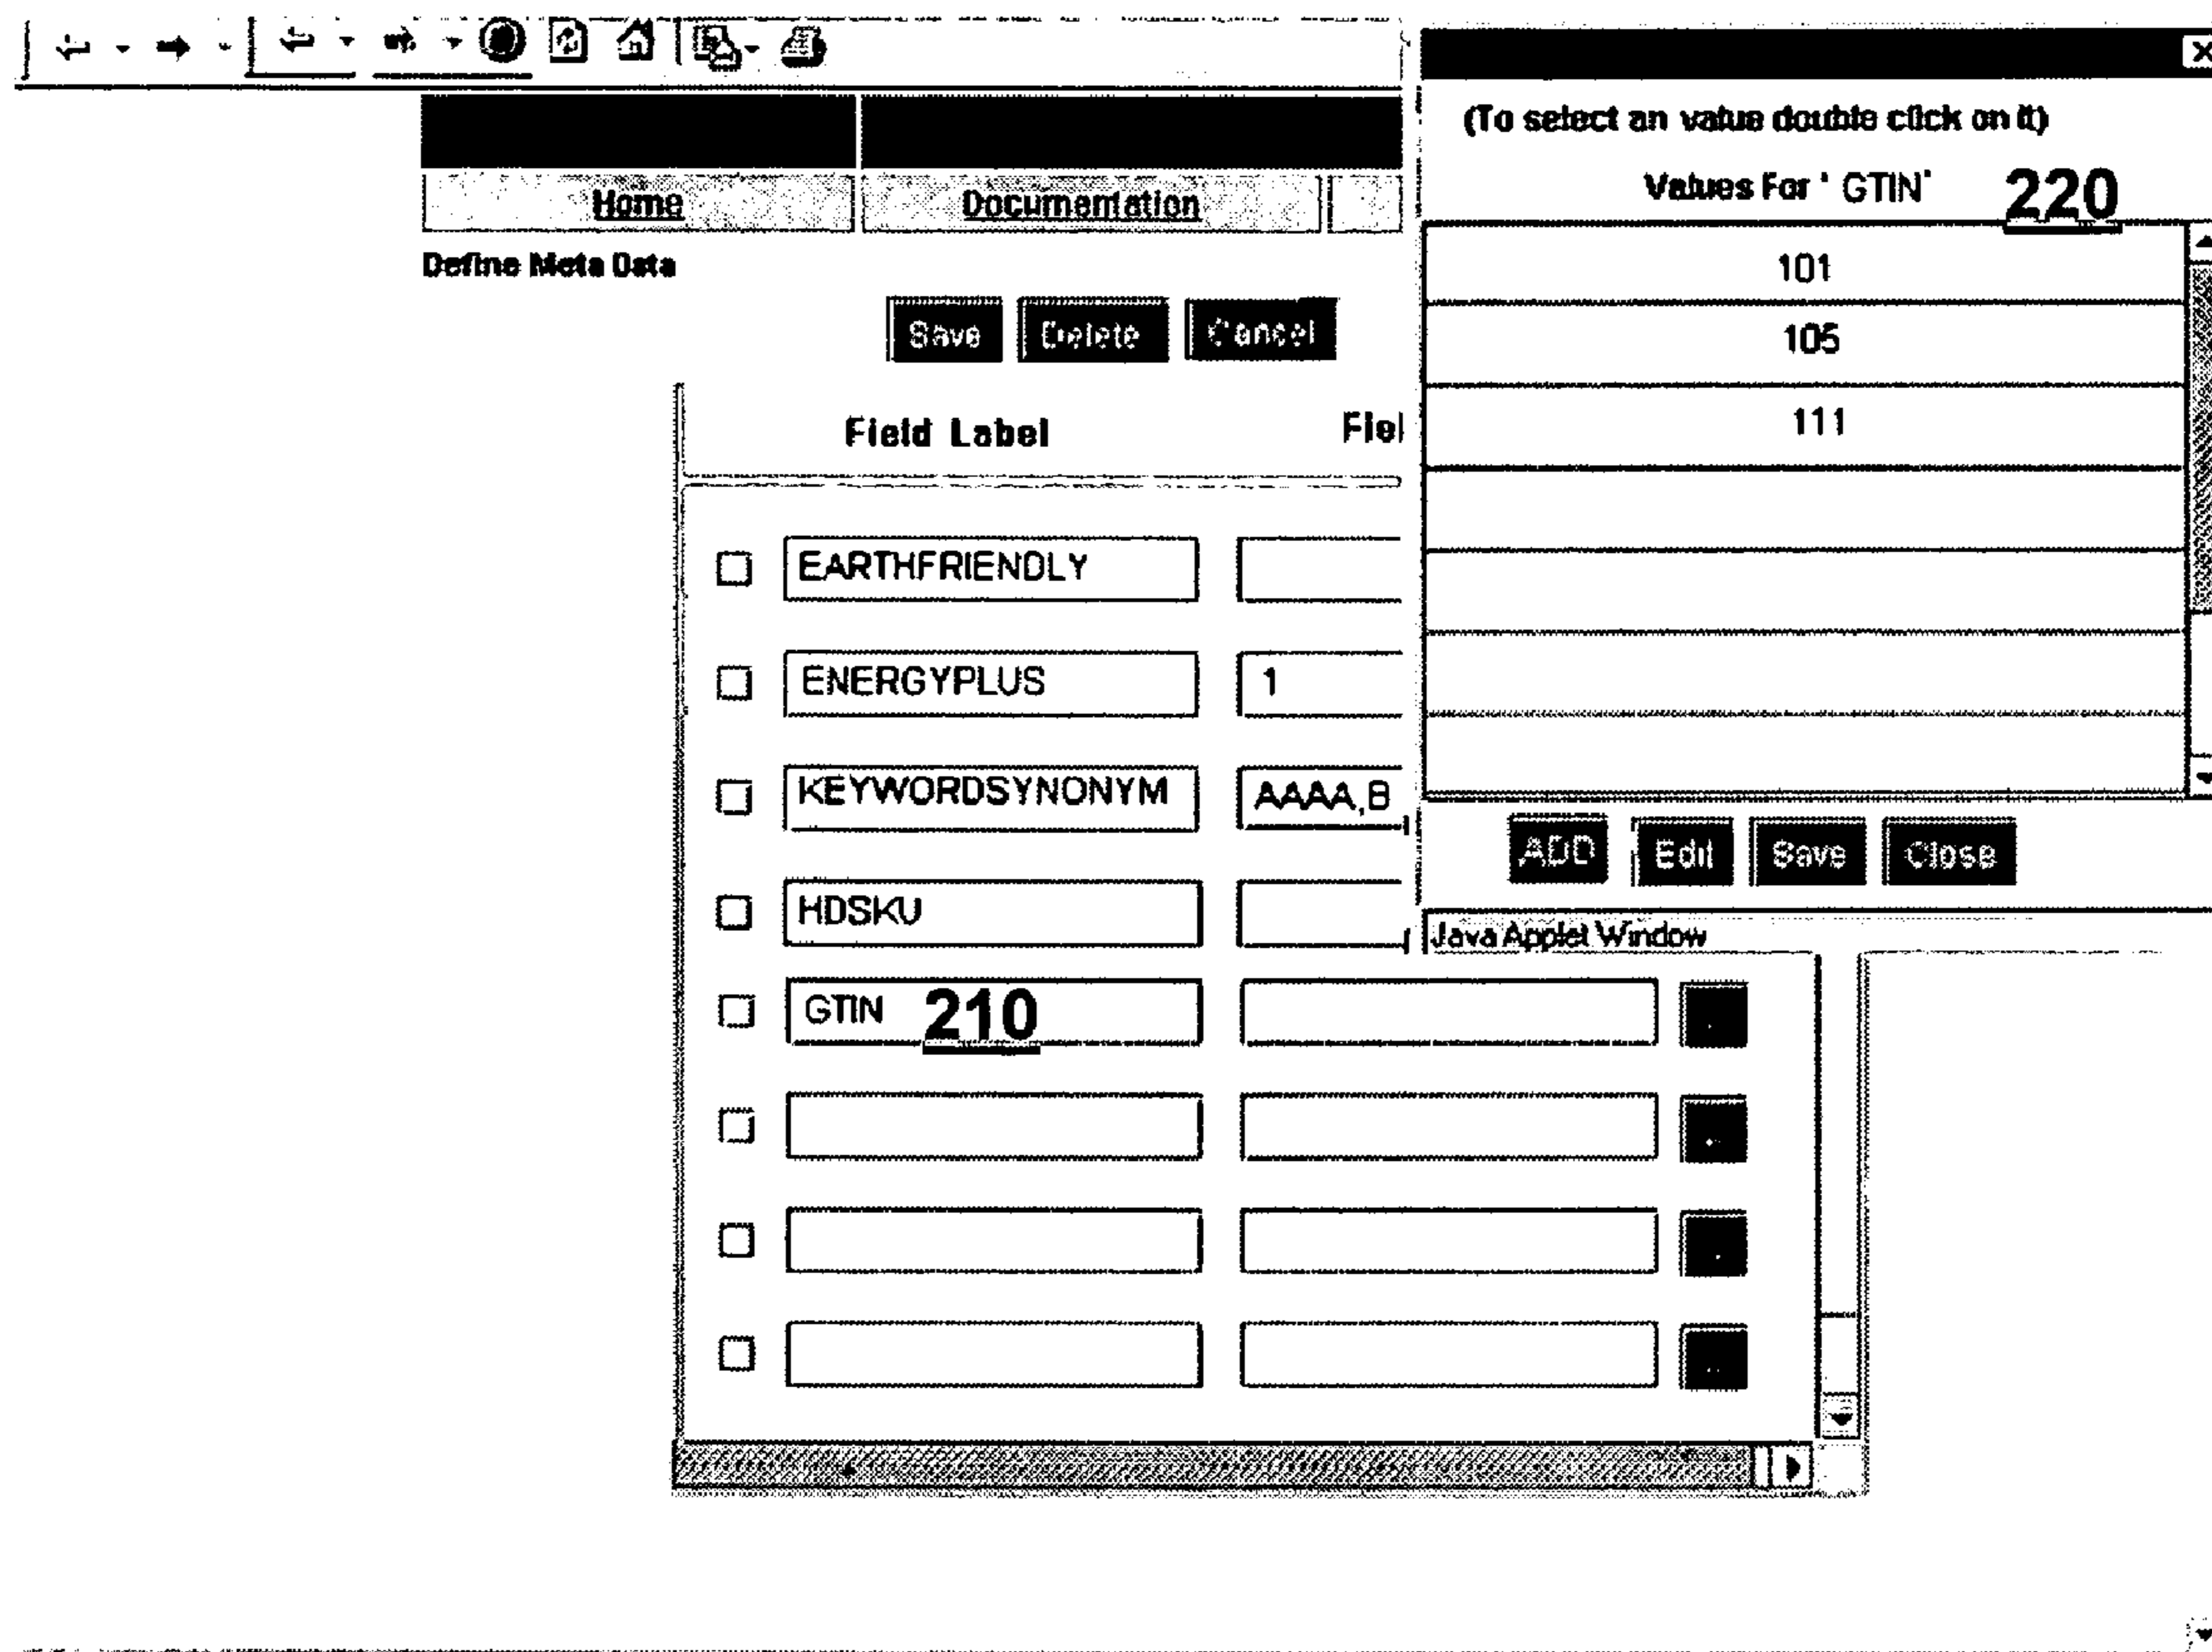 Home Documentation
Define Meta Data
Save Delete Cancel
Field Label Fiel
EARTHFRIENDLY
ENERGYPLUS 1
KEYWORDSYNONYM AAAA,B
HDSKU
GTIN 210
(To select an value double click on it)
Values For ' GTIN' 220
101
105
111
ADD Edit Save Close
Java Applet Window